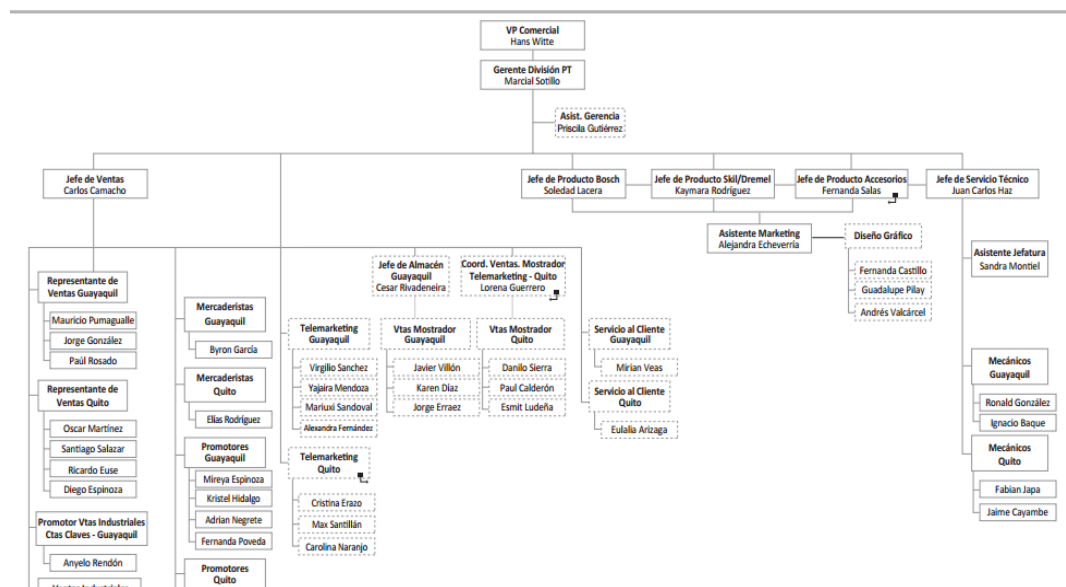 VP Comercial
Hans Witte
Gerente División PT
Marcial Sotillo
Asist. Gerencia
Priscila Gutiérrez
Jefe de Ventas
Carlos Camacho
Jefe de Producto Bosch
Soledad Lacera
Jefe de Producto Skil/Dremel
Kaymara Rodríguez
Jefe de Producto Accesorios
Fernanda Salas
Jefe de Servicio Técnico
Juan Carlos Haz
Asistente Marketing
Alejandra Echeverría
Diseño Gráfico
Fernanda Castillo
Guadalupe Pilay
Andrés Valcárcel
Asistente Jefatura
Sandra Montiel
Jefe de Almacén
Guayaquil
Cesar Rivadeneira
Coord. Ventas. Mostrador
Telemarketing - Quito
Lorena Guerrero
Representante de
Ventas Guayaquil
Mauricio Pumagualle
Jorge González
Paúl Rosado
Representante de
Ventas Quito
Oscar Martínez
Santiago Salazar
Ricardo Euse
Diego Espinoza
Promotor Vtas Industriales
Ctas Claves - Guayaquil
Anyelo Rendón
Mercaderistas
Guayaquil
Byron García
Mercaderistas
Quito
Elías Rodríguez
Promotores
Guayaquil
Mireya Espinoza
Kristel Hidalgo
Adrian Negrete
Fernanda Poveda
Promotores
Quito
Telemarketing
Guayaquil
Virgilio Sanchez
Yajaira Mendoza
Mariuxi Sandoval
Alexandra Fernández
Telemarketing
Quito
Cristina Erazo
Max Santillán
Carolina Naranjo
Vtas Mostrador
Guayaquil
Javier Villón
Karen Díaz
Jorge Erraez
Vtas Mostrador
Quito
Danilo Sierra
Paul Calderón
Esmit Ludeña
Servicio al Cliente
Guayaquil
Mirian Veas
Servicio al Cliente
Quito
Eulalia Arizaga
Mecánicos
Guayaquil
Ronald González
Ignacio Baque
Mecánicos
Quito
Fabian Japa
Jaime Cayambe